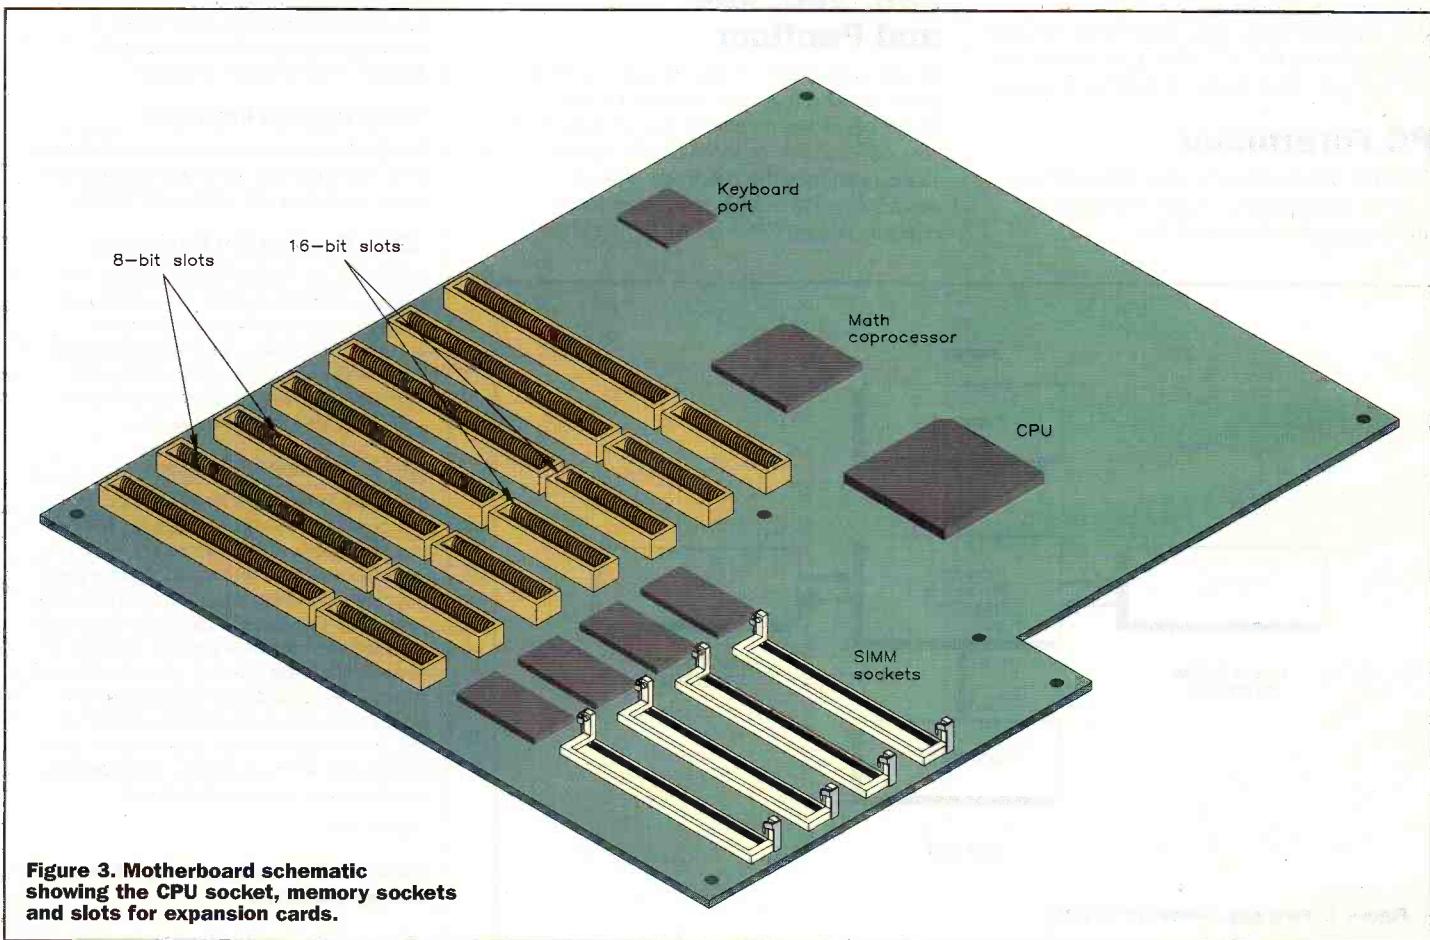 Keyboard
port
16-bit slots
8-bit slots
Math
coprocessor
CPU
SIMM
sockets
Figure 3. Motherboard schematic
showing the CPU socket, memory sockets
and slots for expansion cards.